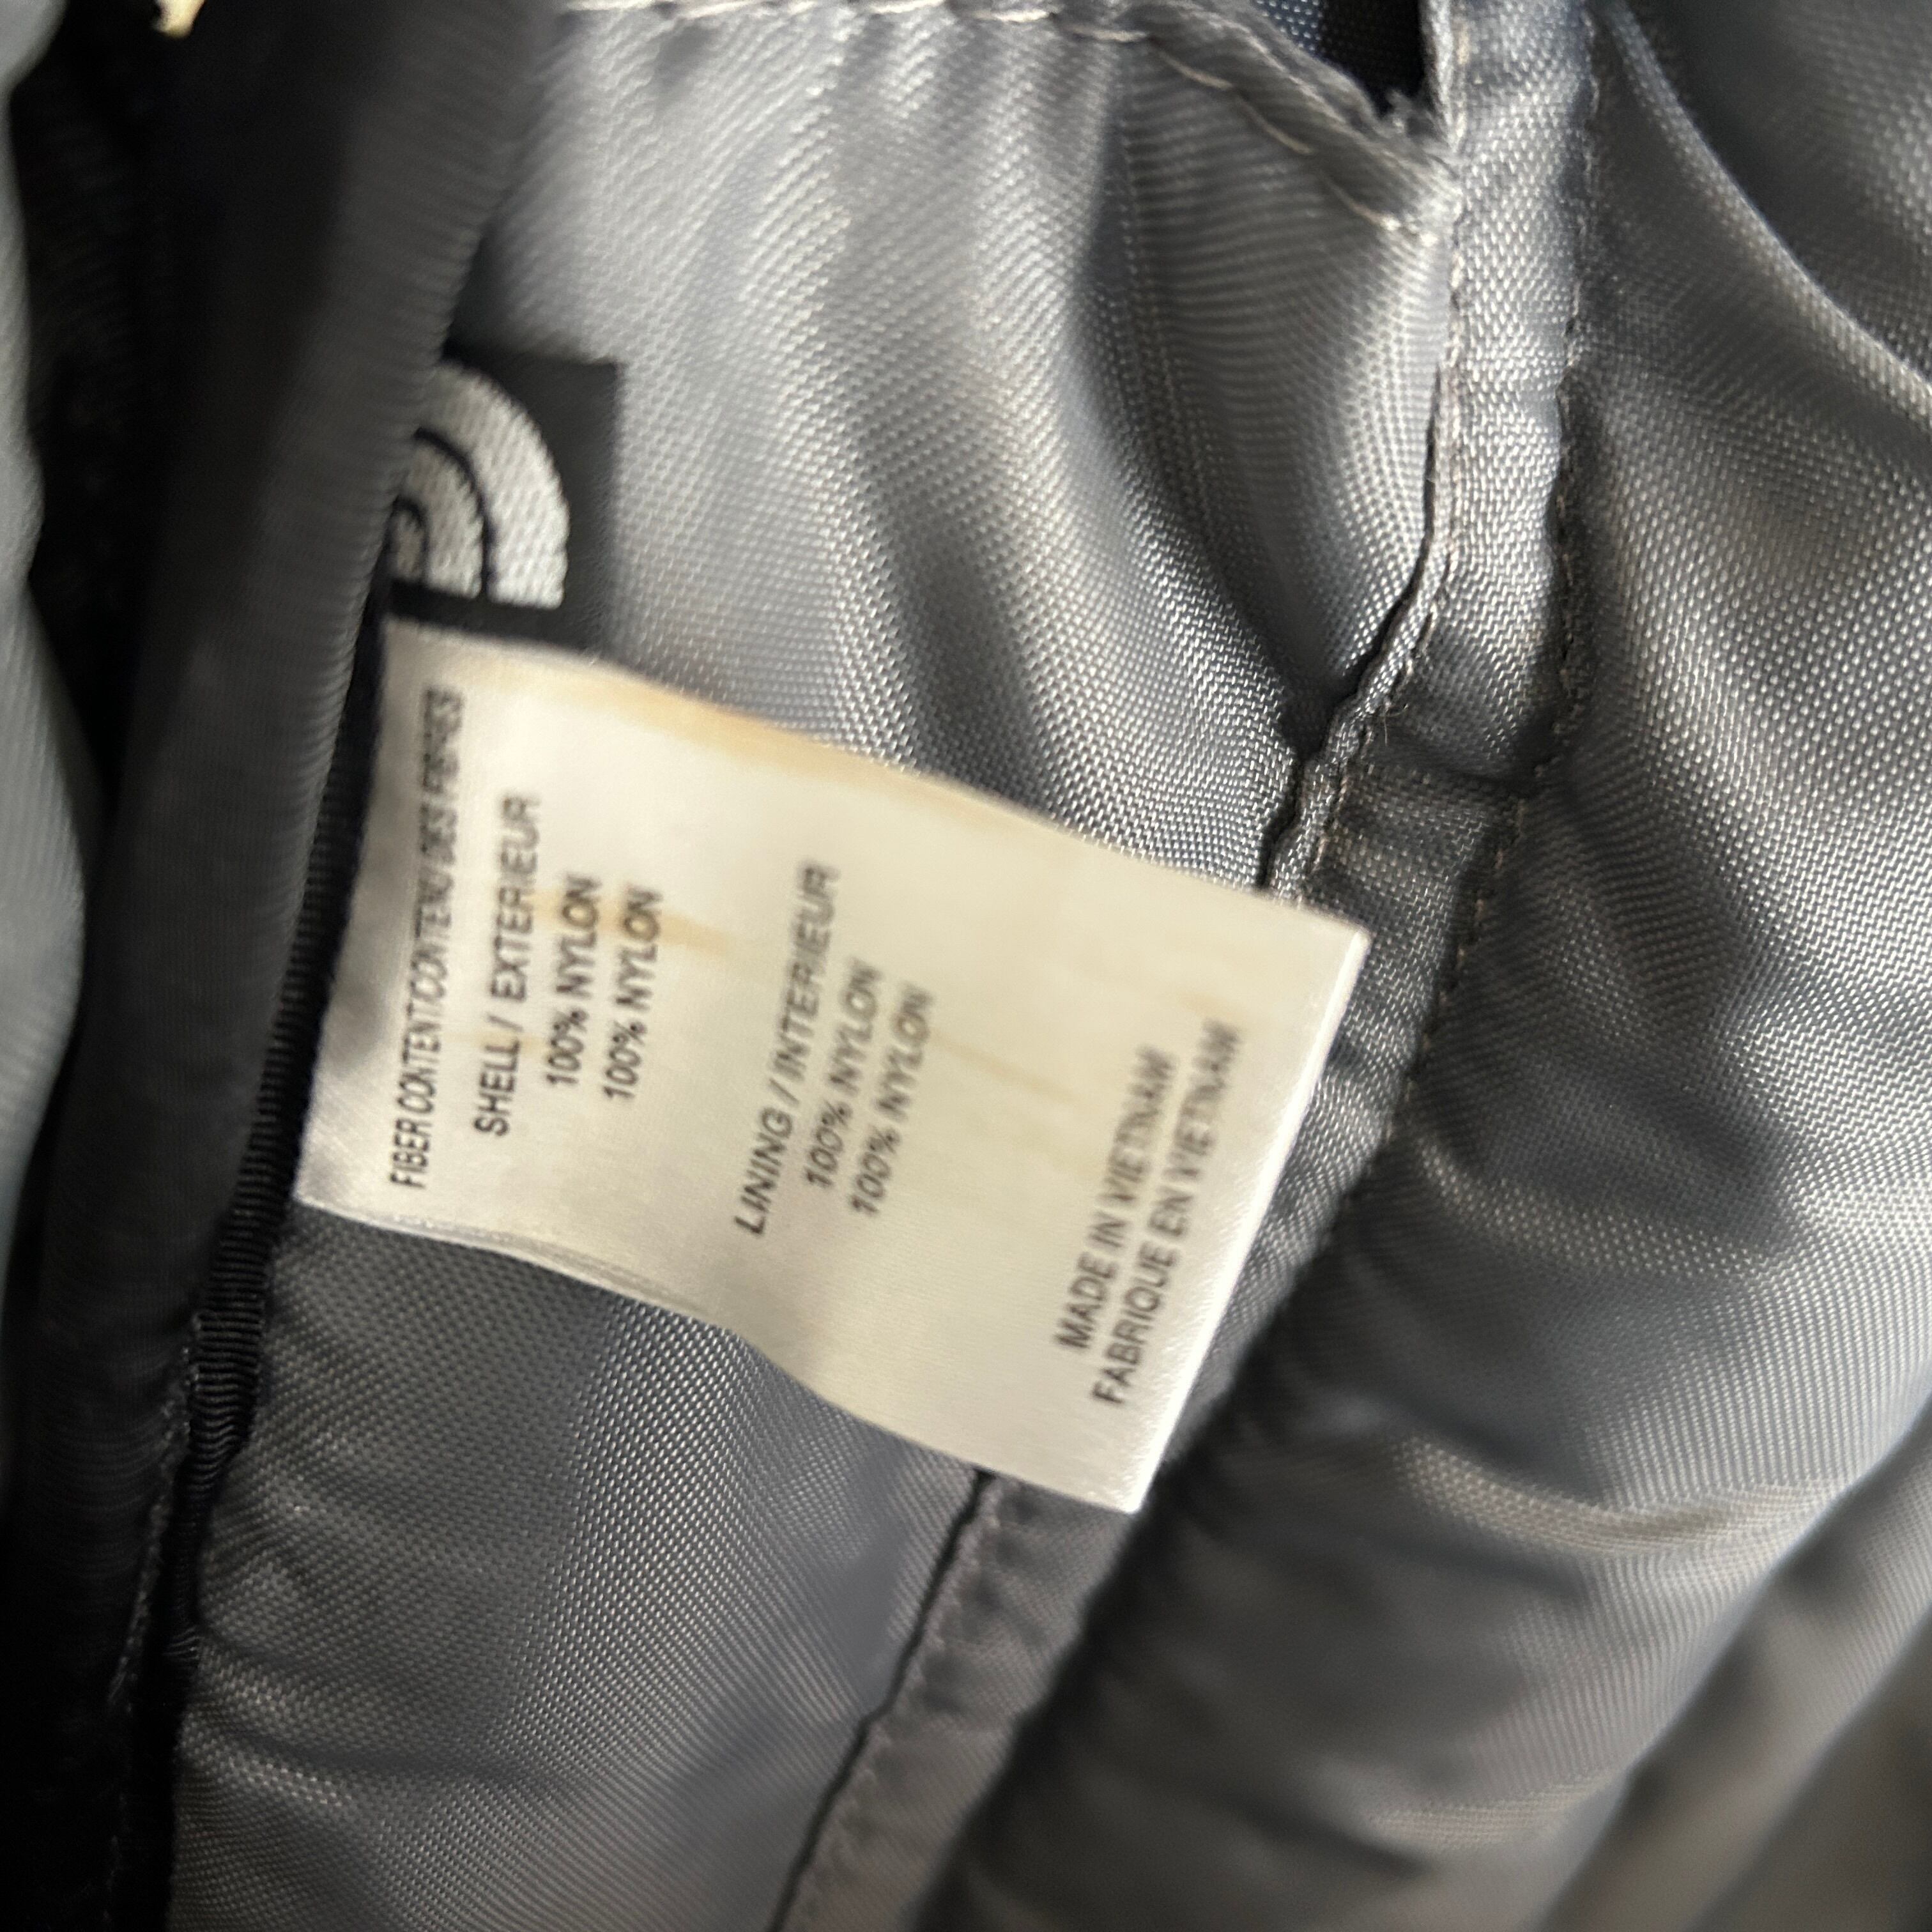 FIBER CONTENT/CONTENU DES FIBRES
SHELL / EXTERIEUR
100% NYLON
100% NYLON
LINING / INTERIEUR
100% NYLON
100% NYLON
MADE IN VIETNAM
FABRIQUE EN VIETNAM